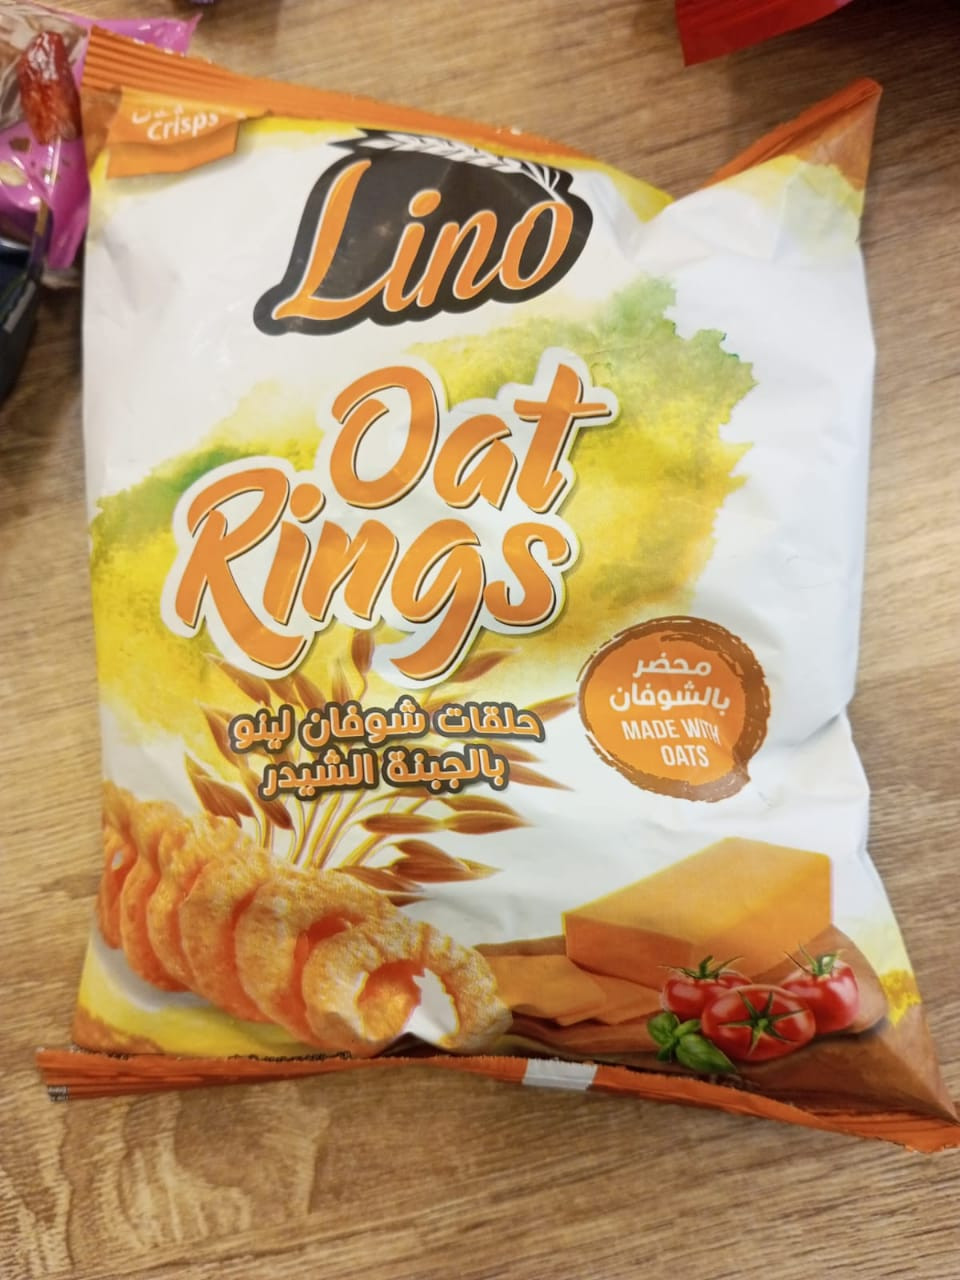 Crisps
Lino
Oat
Rings
حلقات شوفان لينو
بالجبنة الشيدر
محضر
بالشوفان
MADE WITH
OATS